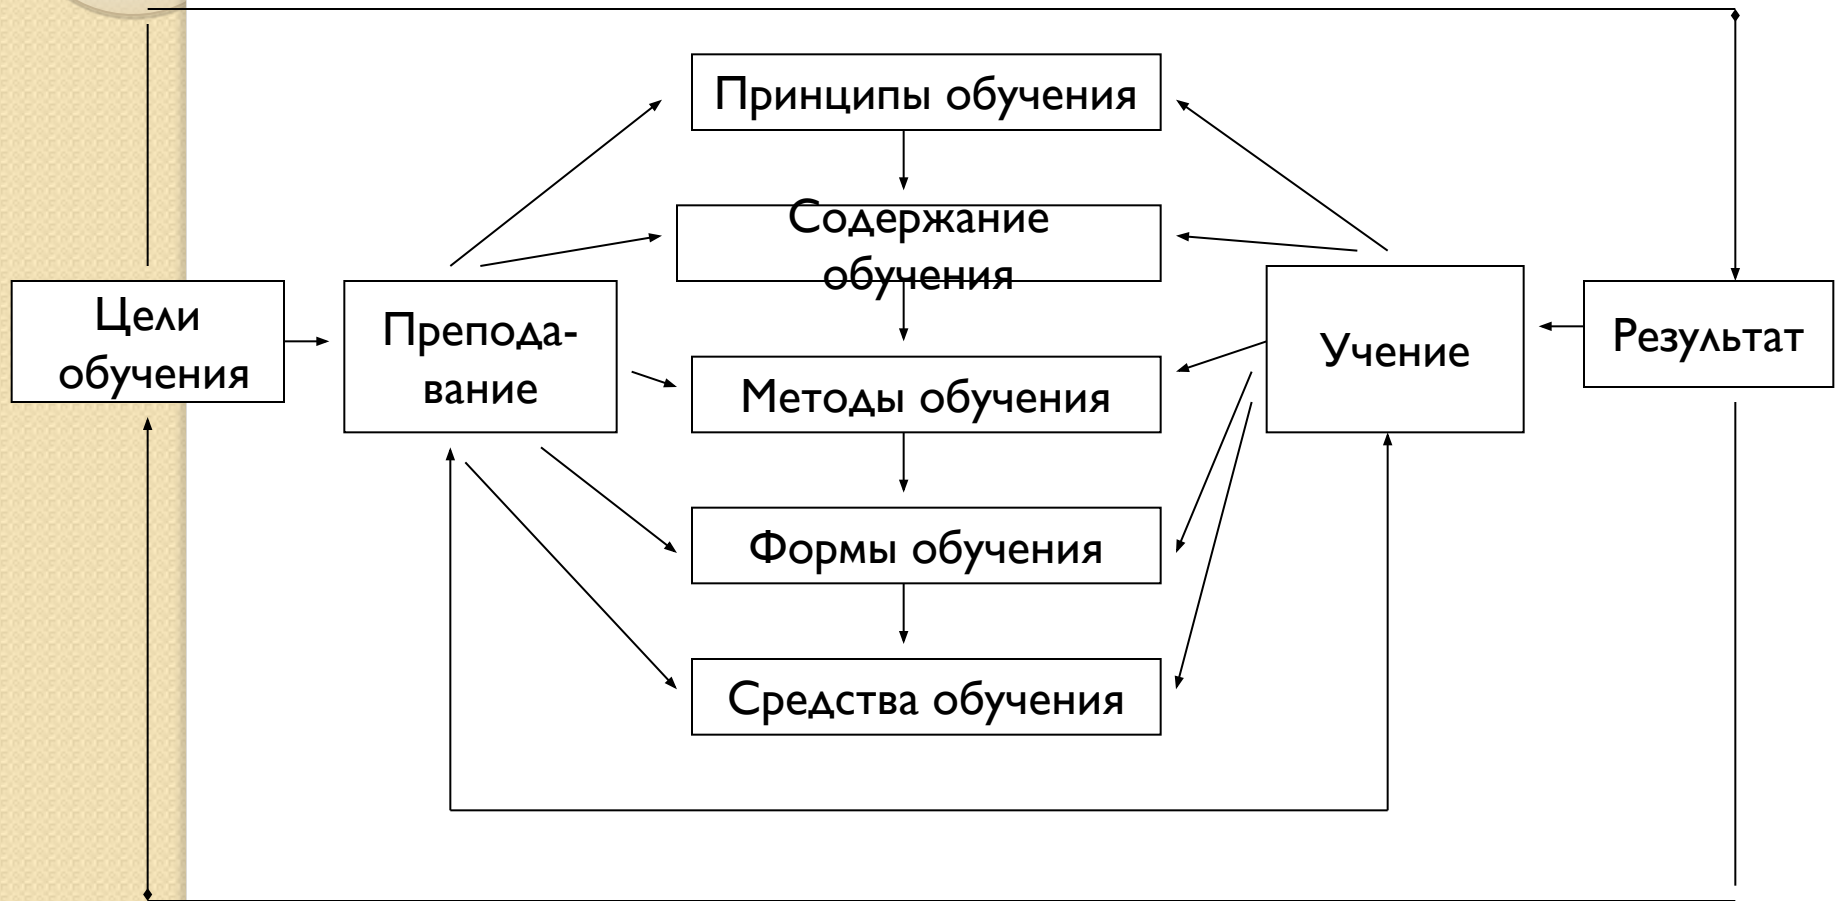 Принципы обучения
Содержание
обучения
Цели
обучения
Препода-
вание
Методы обучения
Учение
Результат
Формы обучения
Средства обучения